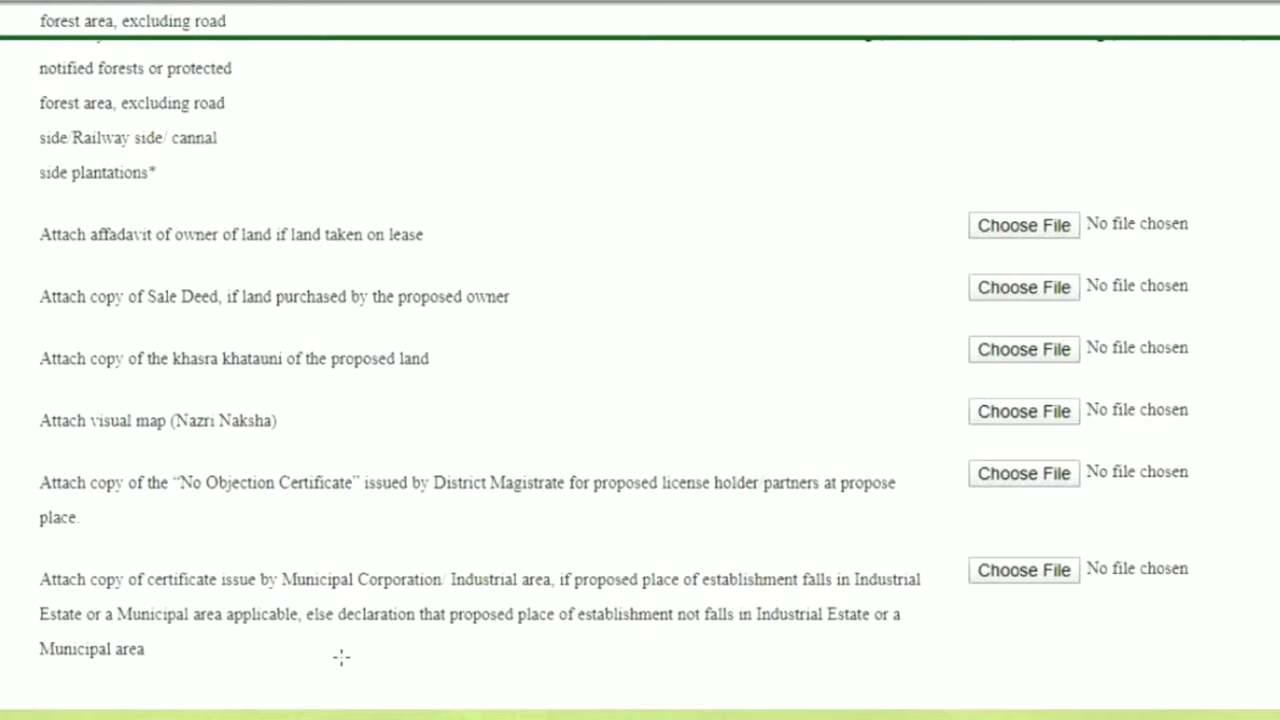 forest area, excluding road
notified forests or protected
forest area, excluding road
side/Railway side/ cannal
side plantations*
Attach affadavit of owner of land if land taken on lease
Choose File No file chosen
Attach copy of Sale Deed, if land purchased by the proposed owner
Choose File No file chosen
Attach copy of the khasra khatauni of the proposed land
Choose File No file chosen
Attach visual map (Nazri Naksha)
Choose File No file chosen
Attach copy of the “No Objection Certificate” issued by District Magistrate for proposed license holder partners at propose
place.
Choose File No file chosen
Attach copy of certificate issue by Municipal Corporation/ Industrial area, if proposed place of establishment falls in Industrial
Estate or a Municipal area applicable, else declaration that proposed place of establishment not falls in Industrial Estate or a
Municipal area
Choose File No file chosen